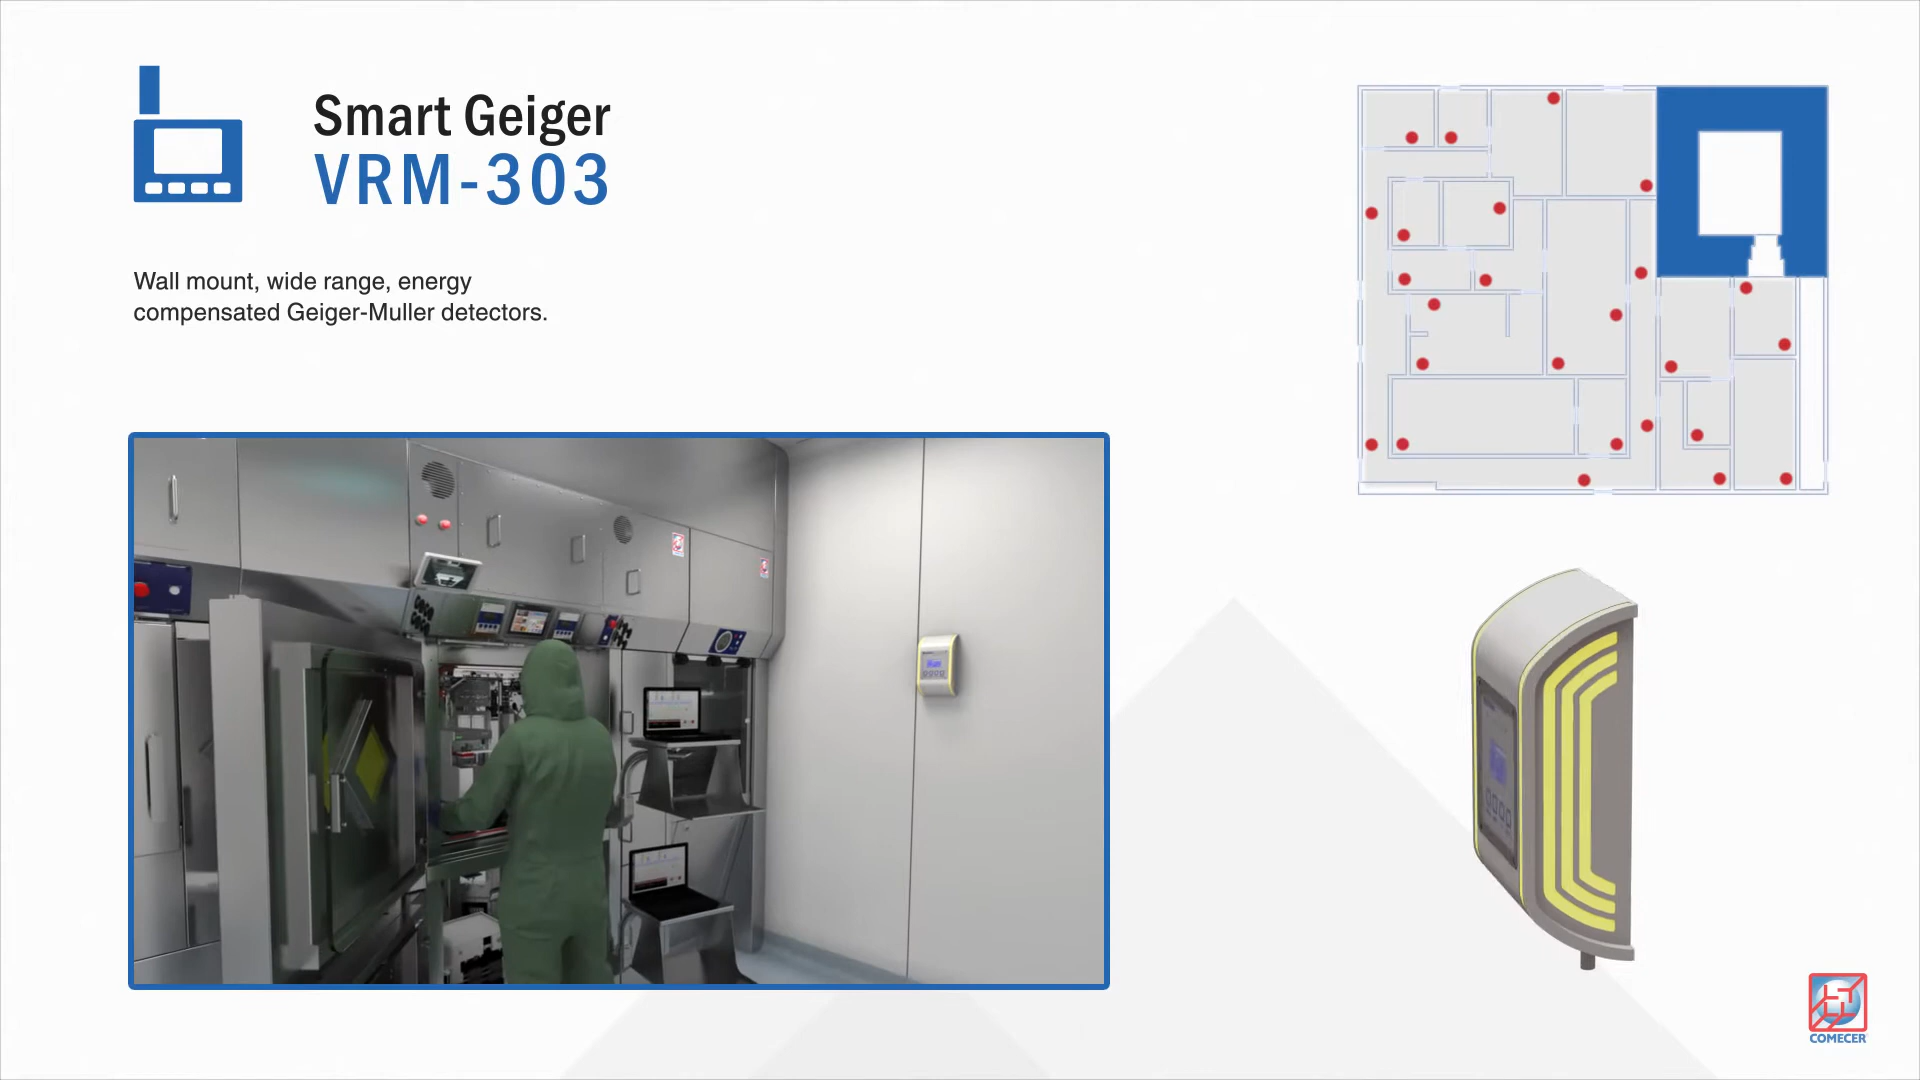 Smart Geiger
VRM-303
Wall mount, wide range, energy
compensated Geiger-Muller detectors.
COMECER